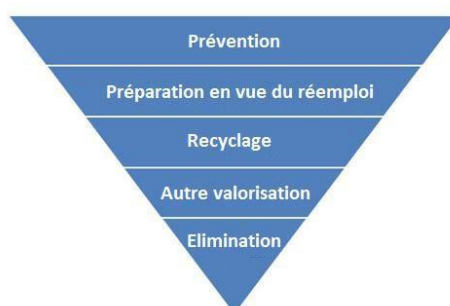 Prévention
Préparation en vue du réemploi
Recyclage
Autre valorisation
Elimination